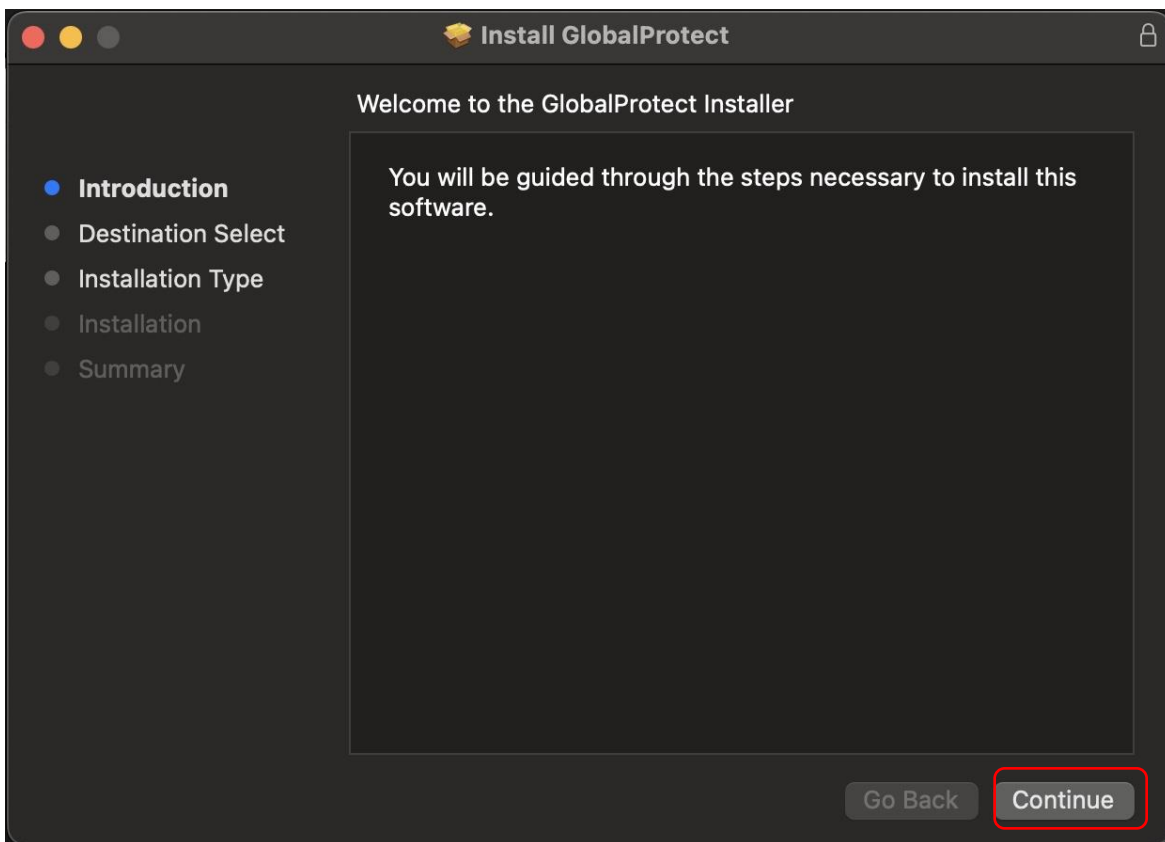 Install GlobalProtect
Welcome to the GlobalProtect Installer
Introduction
Destination Select
Installation Type
Installation
Summary
You will be guided through the steps necessary to install this
software.
Go Back
Continue